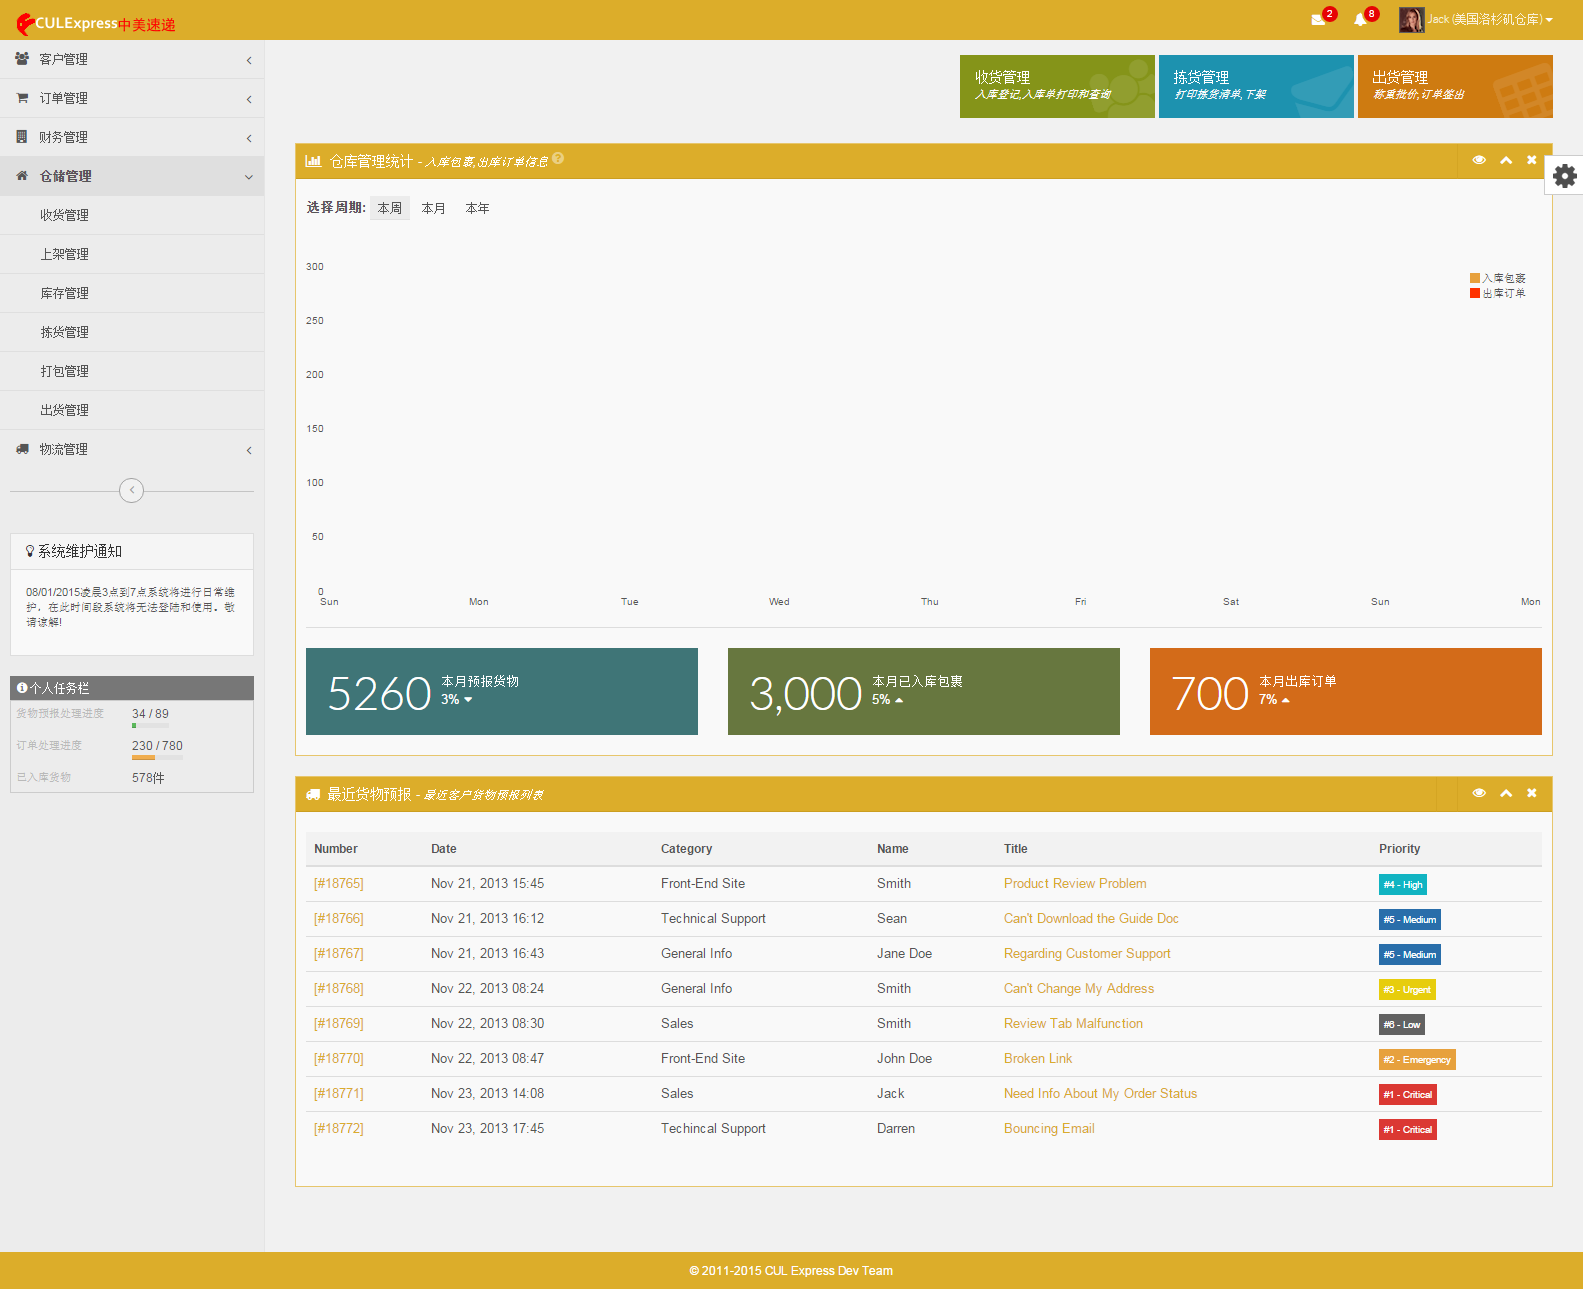 CULExpress中美速递
2
8
Jack (美国洛杉矶仓库)
客户管理
订单管理
财务管理
仓储管理
收货管理
上架管理
库存管理
拣货管理
打包管理
出货管理
物流管理
系统维护通知
08/01/2015凌晨3点到7点系统将进行日常维
护，在此时间段系统将无法登陆和使用。敬
请谅解!
个人任务栏
货物预报处理进度 34 / 89
订单处理进度 230 / 780
已入库货物 578件
收货管理
入库登记,入库单打印和查询
拣货管理
打印拣货清单,下架
出货管理
称重批价,订单签出
仓库管理统计 - 入库包裹,出库订单信息
选择周期: 本周 本月 本年
300
250
200
150
100
50
0
入库包裹
出库订单
Sun Mon Tue Wed Thu Fri Sat Sun Mon
5260 本月预报货物
3%
3,000 本月已入库包裹
5%
700 本月出库订单
7%
最近货物预报 - 最近客户货物预报列表
Number Date Category Name Title Priority
[#18765] Nov 21, 2013 15:45 Front-End Site Smith Product Review Problem #4 - High
[#18766] Nov 21, 2013 16:12 Technical Support Sean Can't Download the Guide Doc #5 - Medium
[#18767] Nov 21, 2013 16:43 General Info Jane Doe Regarding Customer Support #5 - Medium
[#18768] Nov 22, 2013 08:24 General Info Smith Can't Change My Address #3 - Urgent
[#18769] Nov 22, 2013 08:30 Sales Smith Review Tab Malfunction #6 - Low
[#18770] Nov 22, 2013 08:47 Front-End Site John Doe Broken Link #2 - Emergency
[#18771] Nov 23, 2013 14:08 Sales Jack Need Info About My Order Status #1 - Critical
[#18772] Nov 23, 2013 17:45 Techincal Support Darren Bouncing Email #1 - Critical
© 2011-2015 CUL Express Dev Team